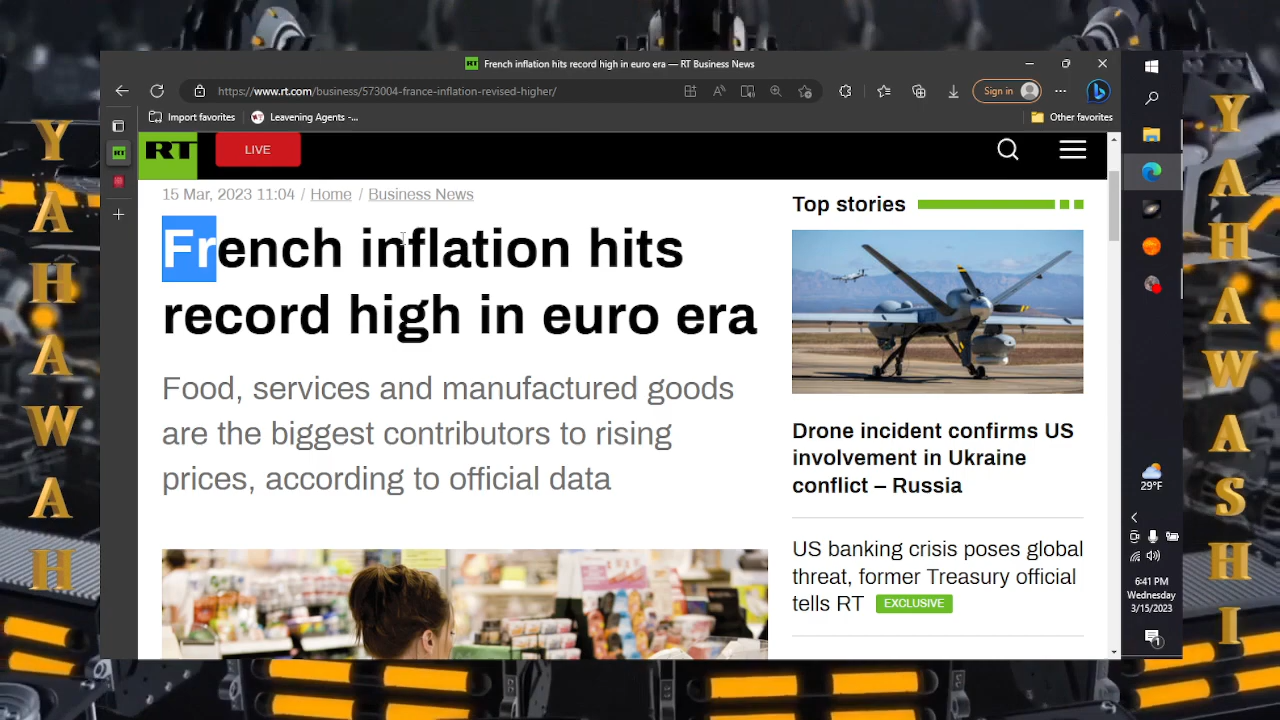 French inflation hits record high in euro era — RT Business News
https://www.rt.com/business/573004-france-inflation-revised-higher/
Sign in
Import favorites
Leavening Agents -...
Other favorites
RT
LIVE
15 Mar, 2023 11:04 / Home / Business News
French inflation hits
record high in euro era
Food, services and manufactured goods
are the biggest contributors to rising
prices, according to official data
Top stories
Drone incident confirms US
involvement in Ukraine
conflict – Russia
US banking crisis poses global
threat, former Treasury official
tells RT EXCLUSIVE
29°F
6:41 PM
Wednesday
3/15/2023
1
YAHAWAH
YAHAWASHI